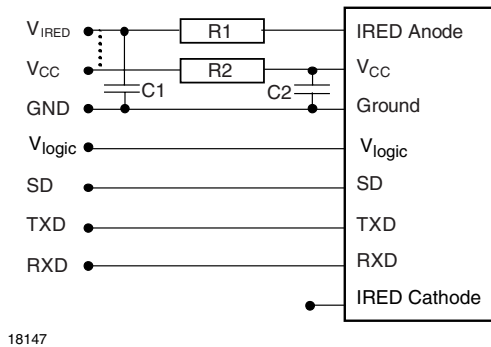 VIRED R1 IRED Anode
VCC R2 VCC
GND C1 C2 Ground
Vlogic Vlogic
SD SD
TXD TXD
RXD RXD
IRED Cathode
18147